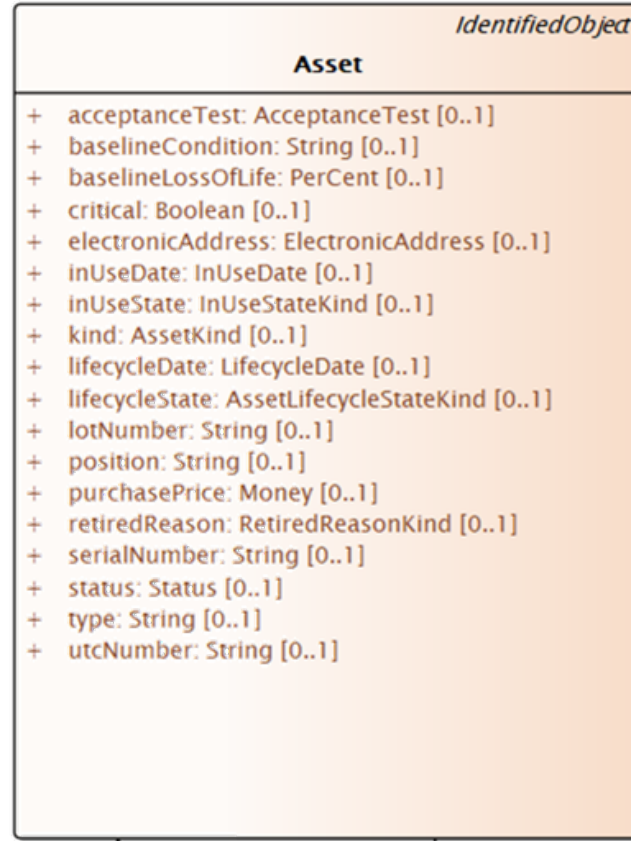 IdentifiedObject
Asset
+ acceptanceTest: AcceptanceTest [0..1]
+ baselineCondition: String [0..1]
+ baselineLossOfLife: PerCent [0..1]
+ critical: Boolean [0..1]
+ electronicAddress: ElectronicAddress [0..1]
+ inUseDate: InUseDate [0..1]
+ inUseState: InUseStateKind [0..1]
+ kind: AssetKind [0..1]
+ lifecycleDate: LifecycleDate [0..1]
+ lifecycleState: AssetLifecycleStateKind [0..1]
+ lotNumber: String [0..1]
+ position: String [0..1]
+ purchasePrice: Money [0..1]
+ retiredReason: RetiredReasonKind [0..1]
+ serialNumber: String [0..1]
+ status: Status [0..1]
+ type: String [0..1]
+ utcNumber: String [0..1]